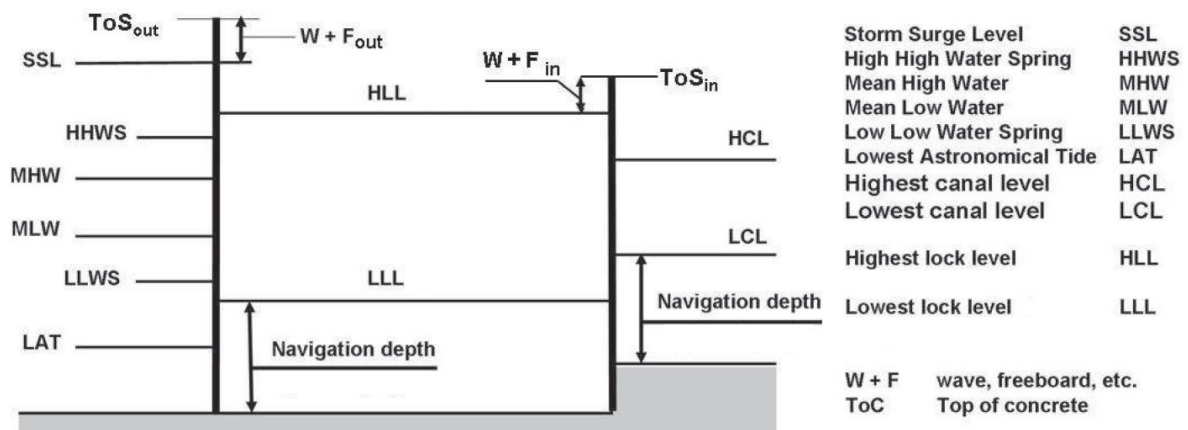 ToSout
W + Fout
SSL
W + F in
ToSin
HLL
HHWS
HCL
MHW
MLW
LCL
LLWS
LLL
Navigation depth
LAT
Navigation depth
Storm Surge Level SSL
High High Water Spring HHWS
Mean High Water MHW
Mean Low Water MLW
Low Low Water Spring LLWS
Lowest Astronomical Tide LAT
Highest canal level HCL
Lowest canal level LCL
Highest lock level HLL
Lowest lock level LLL
W + F wave, freeboard, etc.
ToC Top of concrete